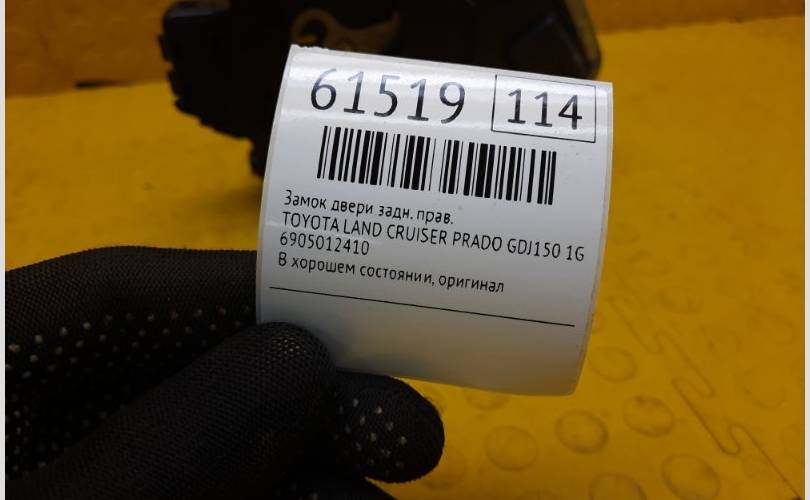 61519 114
Замок двери задн. прав.
TOYOTA LAND CRUISER PRADO GDJ150 1G
6905012410
В хорошем состоянии, оригинал